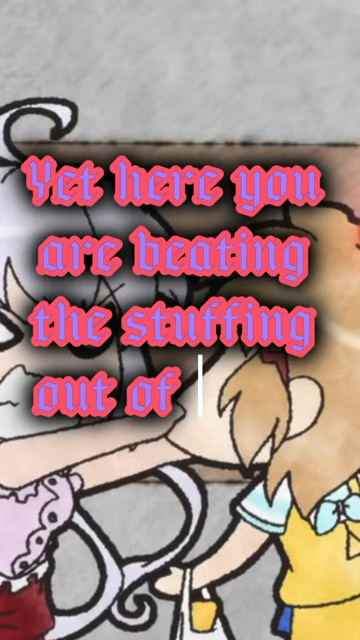 Yet here you
are beating
the stuffing
out of